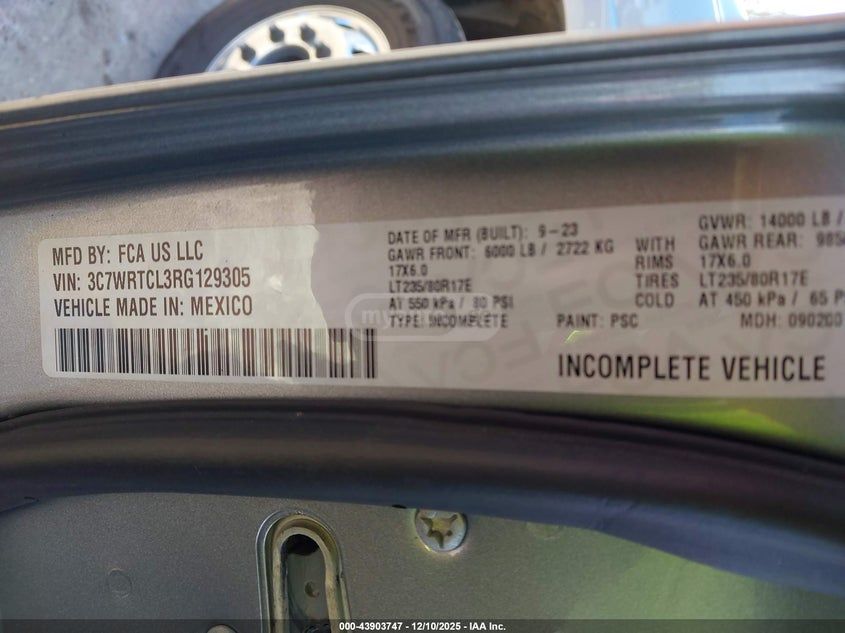 MFD BY: FCA US LLC
VIN: 3C7WRTCL3RG129305
VEHICLE MADE IN: MEXICO
DATE OF MFR (BUILT): 9-23
GAWR FRONT: 6000 LB / 2722 KG WITH
17X6.0 RIMS
LT235/80R17E TIRES
AT 550 kPa / 80 PSI COLD
TYPE: INCOMPLETE PAINT: PSC
GVWR: 14000 LB /
GAWR REAR: 985
17X6.0
LT235/80R17E
AT 450 kPa / 65 PS
MDH: 090200
INCOMPLETE VEHICLE
000-43903747 — 12/10/2025 — IAA Inc.